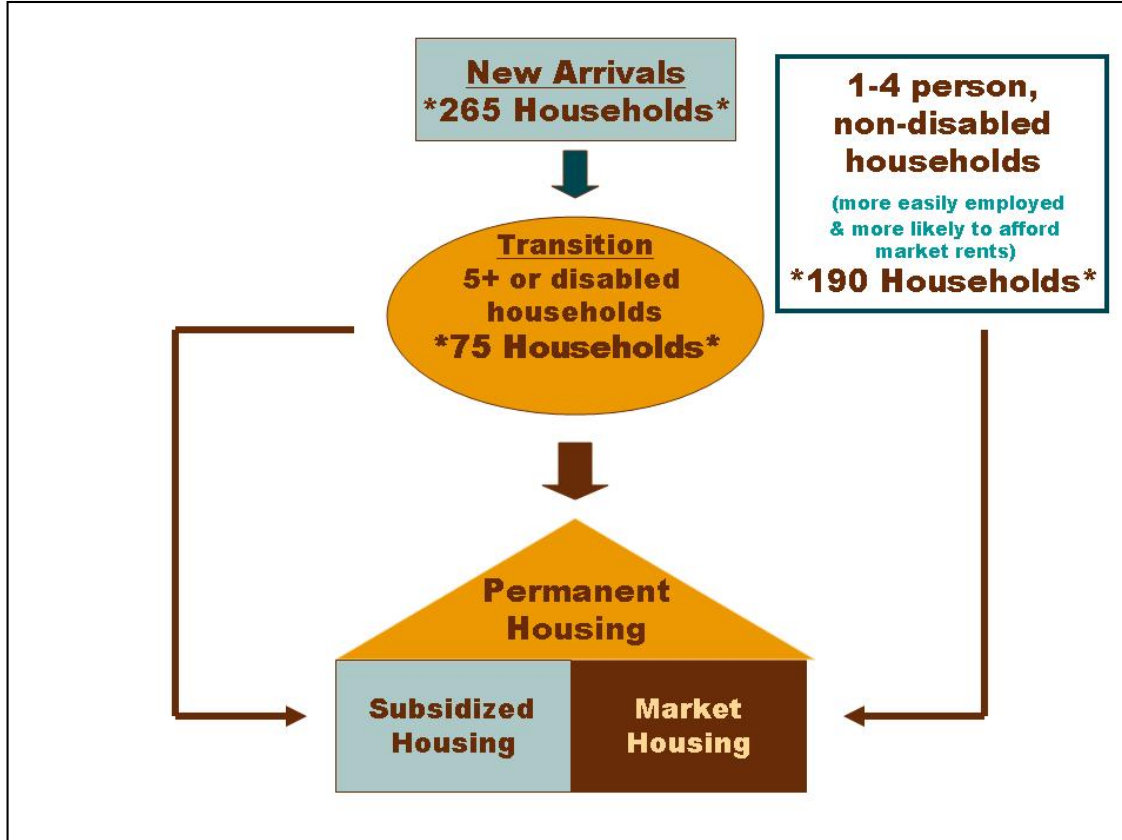 New Arrivals
*265 Households*
1-4 person,
non-disabled
households
(more easily employed
& more likely to afford
market rents)
*190 Households*
Transition
5+ or disabled
households
*75 Households*
Permanent
Housing
Subsidized
Housing
Market
Housing